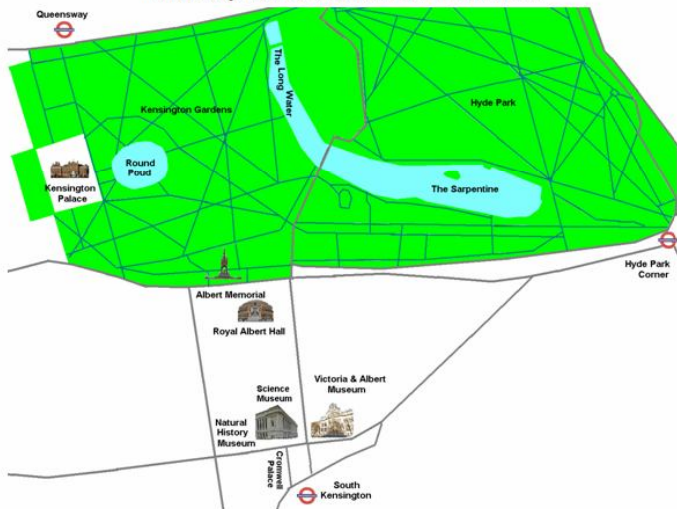 Queensway
The Long
Water
Kensington Gardens
Hyde Park
Round
Poud
Kensington
Palace
The Sarpentine
Hyde Park
Corner
Albert Memorial
Royal Albert Hall
Science
Museum
Victoria & Albert
Museum
Natural
History
Museum
Cromwell
Palace
South
Kensington